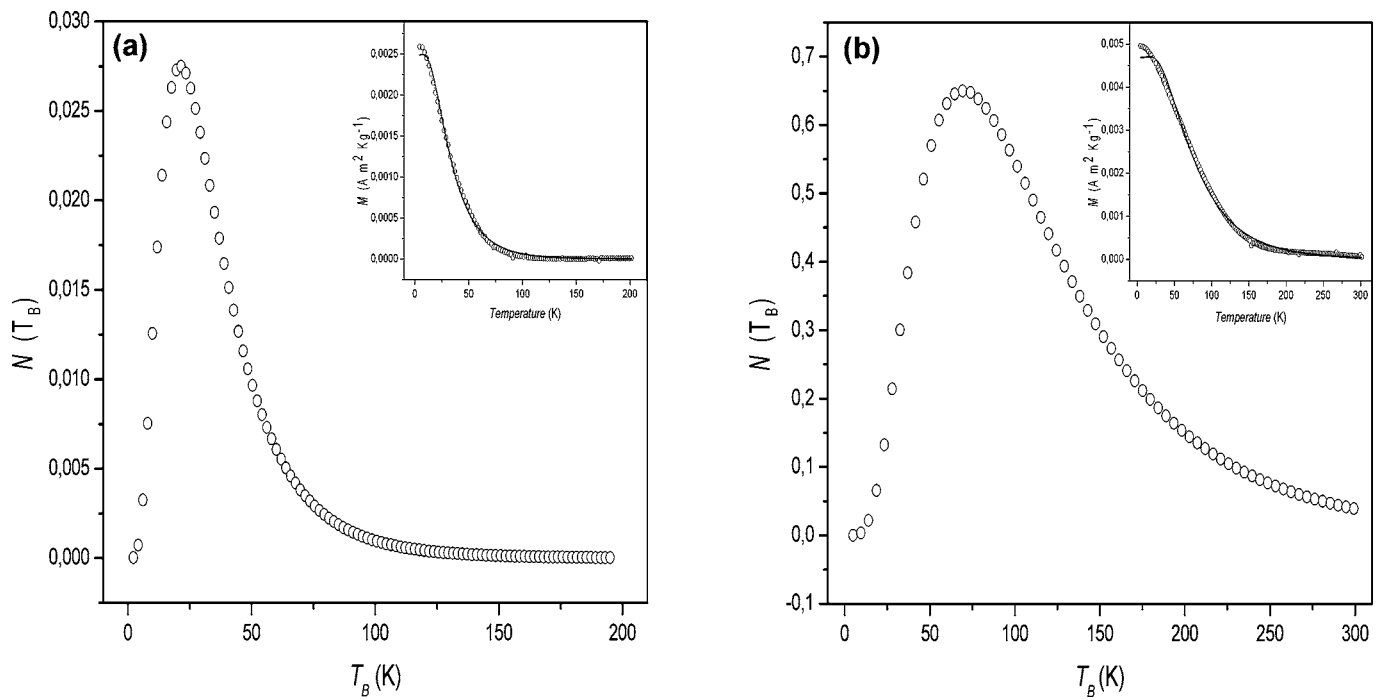 (a)
0,030
0,025
0,020
0,015
0,010
0,005
0,000
N (T_B)
0 50 100 150 200
T_B (K)
0,0025
0,0020
0,0015
0,0010
0,0005
0,0000
M (A m² Kg⁻¹)
0 50 100 150 200
Temperature (K)
(b)
0,7
0,6
0,5
0,4
0,3
0,2
0,1
0,0
-0,1
N (T_B)
0 50 100 150 200 250 300
T_B (K)
0,005
0,004
0,003
0,002
0,001
0,000
M (A m² Kg⁻¹)
0 50 100 150 200 250 300
Temperature (K)